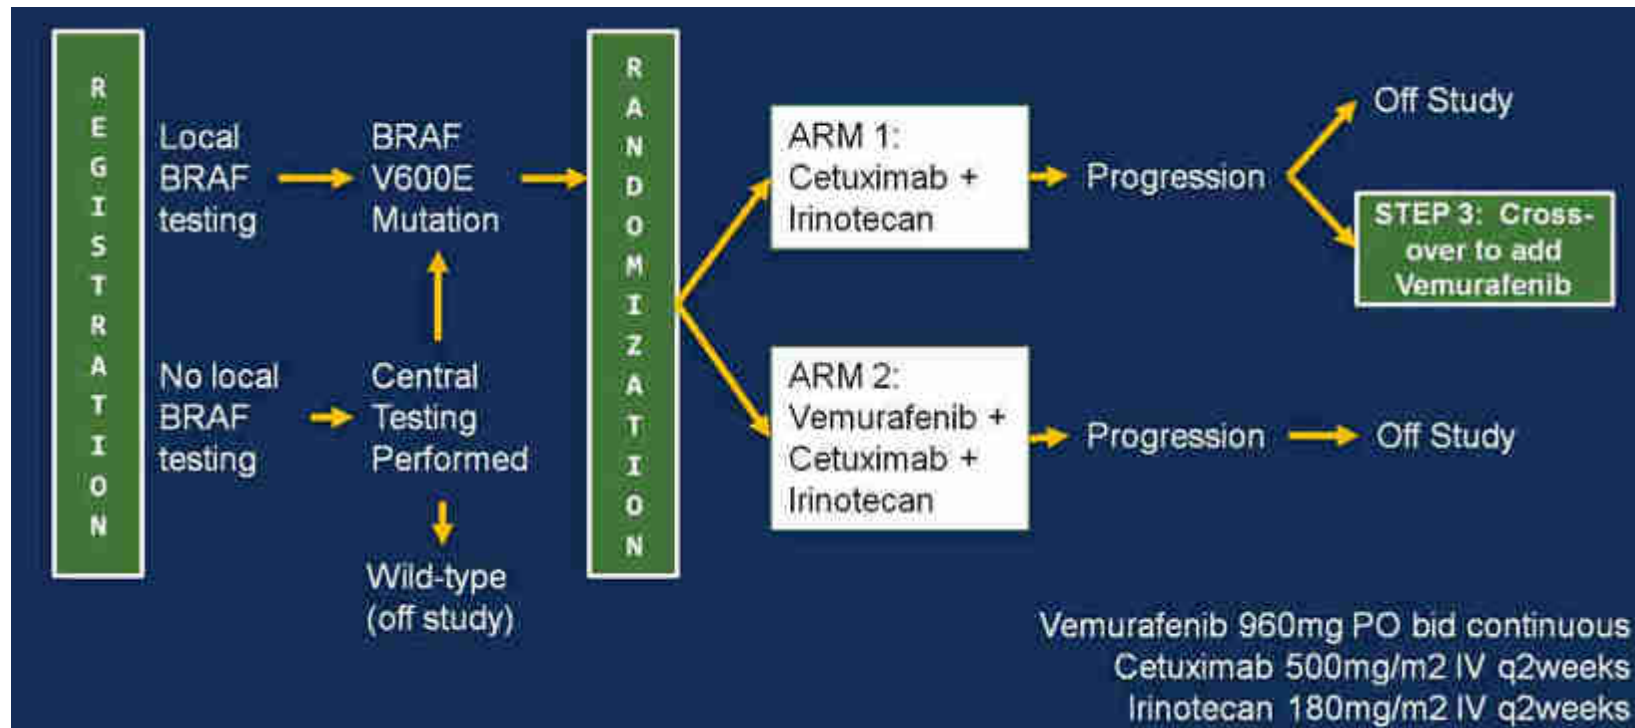 REGISTRATION
Local
BRAF
testing
BRAF
V600E
Mutation
No local
BRAF
testing
Central
Testing
Performed
Wild-type
(off study)
RANDOMIZATION
ARM 1:
Cetuximab +
Irinotecan
Progression
Off Study
STEP 3: Cross-
over to add
Vemurafenib
ARM 2:
Vemurafenib +
Cetuximab +
Irinotecan
Progression
Off Study
Vemurafenib 960mg PO bid continuous
Cetuximab 500mg/m2 IV q2weeks
Irinotecan 180mg/m2 IV q2weeks